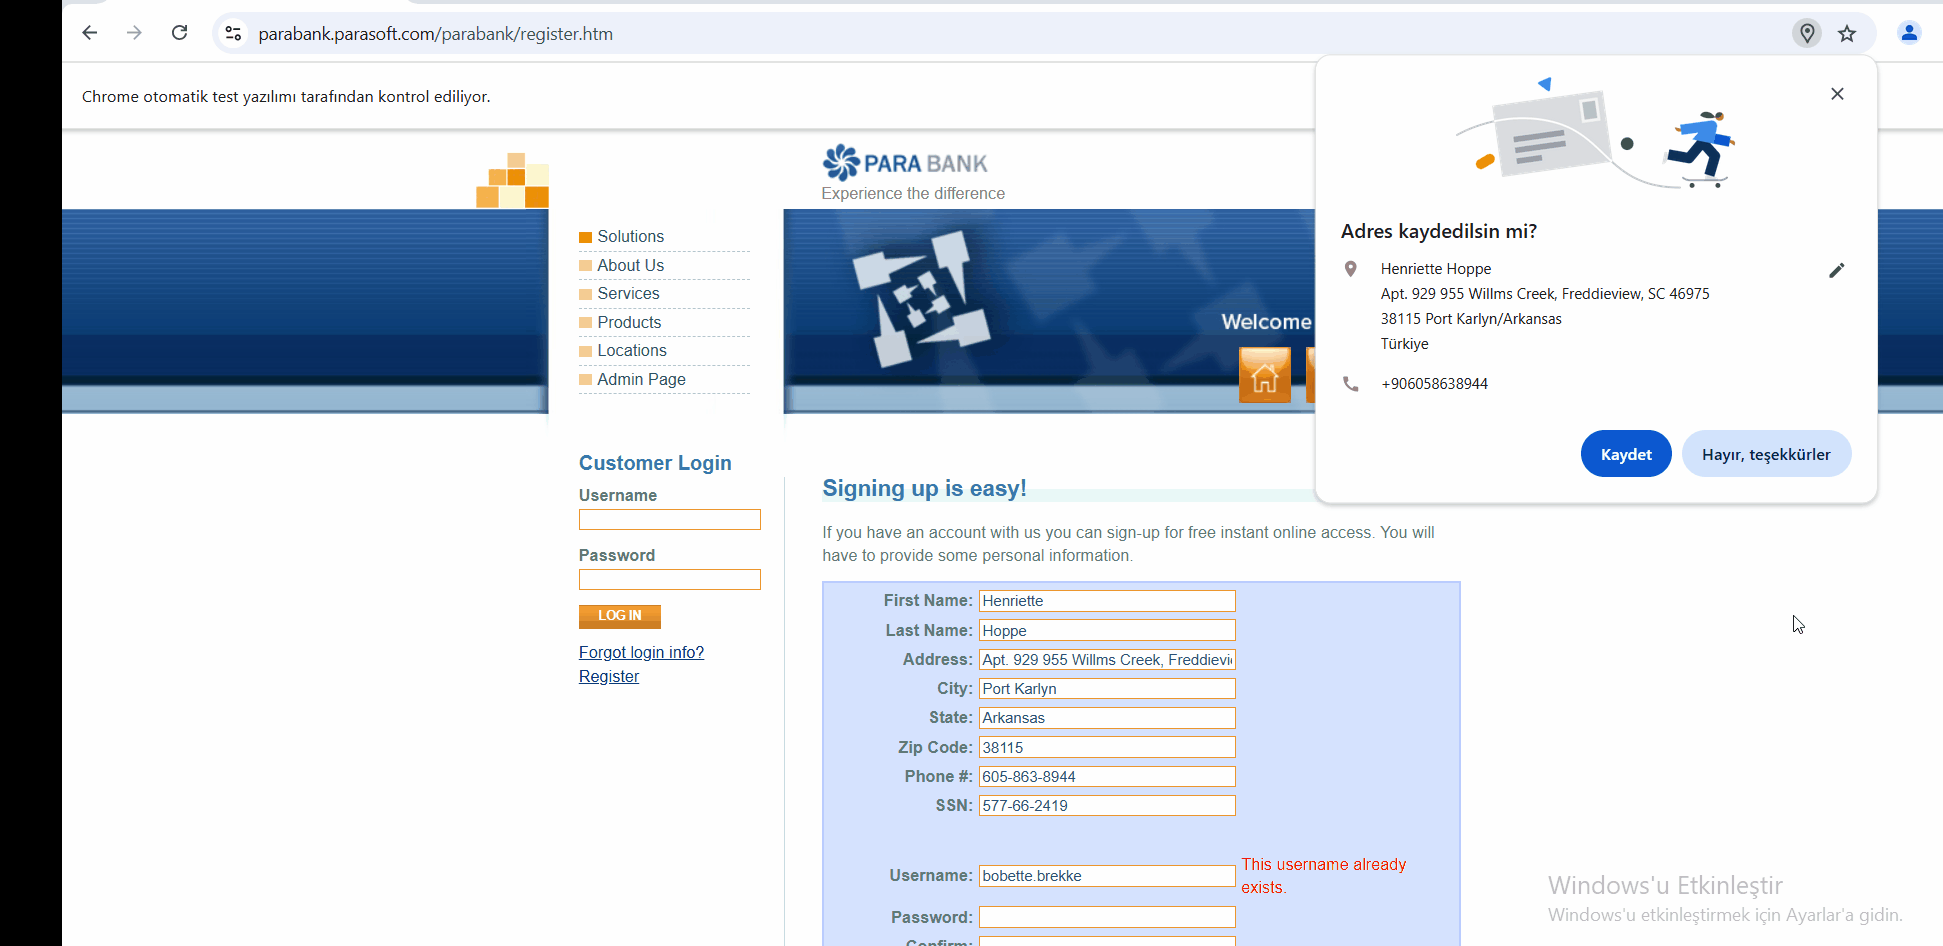 parabank.parasoft.com/parabank/register.htm
Chrome otomatik test yazılımı tarafından kontrol ediliyor.
PARA BANK
Experience the difference
Solutions
About Us
Services
Products
Locations
Admin Page
Welcome
Adres kaydedilsin mi?
Henriette Hoppe
Apt. 929 955 Willms Creek, Freddieview, SC 46975
38115 Port Karlyn/Arkansas
Türkiye
+906058638944
Kaydet
Hayır, teşekkürler
Customer Login
Username
Password
LOG IN
Forgot login info?
Register
Signing up is easy!
If you have an account with us you can sign-up for free instant online access. You will
have to provide some personal information.
First Name: Henriette
Last Name: Hoppe
Address: Apt. 929 955 Willms Creek, Freddievi
City: Port Karlyn
State: Arkansas
Zip Code: 38115
Phone #: 605-863-8944
SSN: 577-66-2419
Username: bobette.brekke
This username already
exists.
Password:
Confirm:
Windows'u Etkinleştir
Windows'u etkinleştirmek için Ayarlar'a gidin.